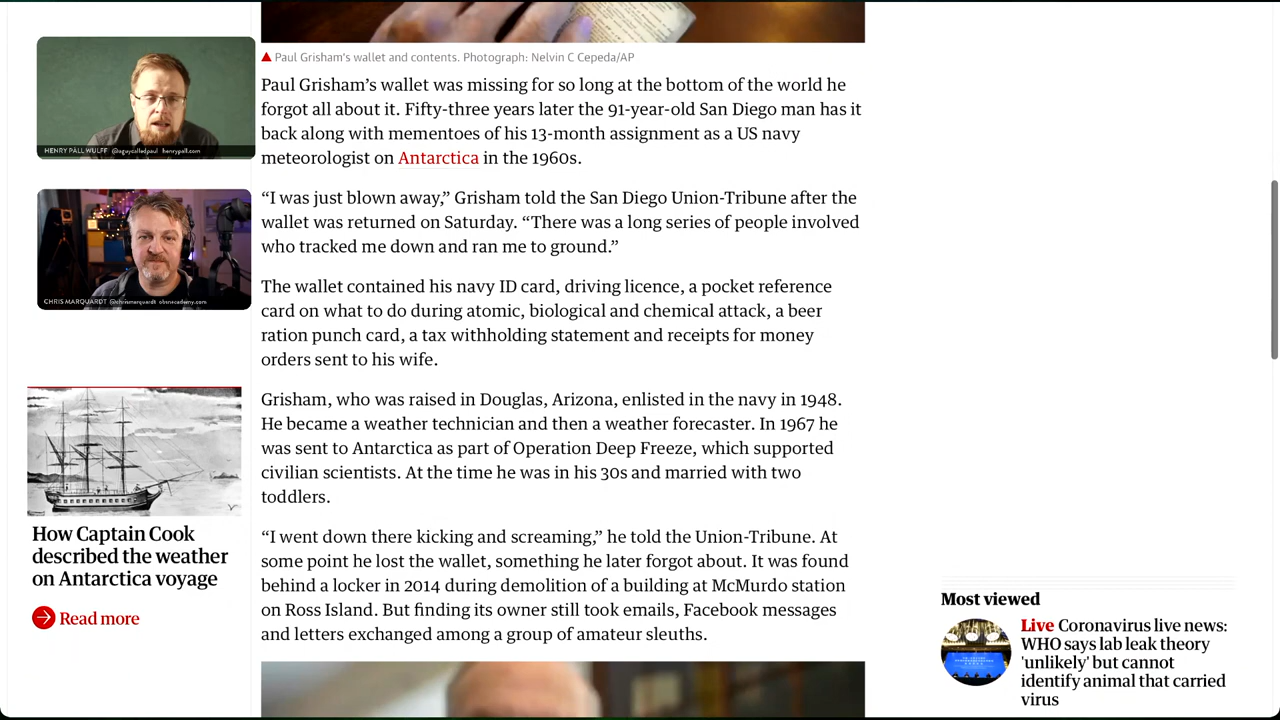 Paul Grisham's wallet and contents. Photograph: Nelvin C Cepeda/AP
Paul Grisham’s wallet was missing for so long at the bottom of the world he
forgot all about it. Fifty-three years later the 91-year-old San Diego man has it
back along with mementoes of his 13-month assignment as a US navy
meteorologist on Antarctica in the 1960s.
“I was just blown away,” Grisham told the San Diego Union-Tribune after the
wallet was returned on Saturday. “There was a long series of people involved
who tracked me down and ran me to ground.”
The wallet contained his navy ID card, driving licence, a pocket reference
card on what to do during atomic, biological and chemical attack, a beer
ration punch card, a tax withholding statement and receipts for money
orders sent to his wife.
Grisham, who was raised in Douglas, Arizona, enlisted in the navy in 1948.
He became a weather technician and then a weather forecaster. In 1967 he
was sent to Antarctica as part of Operation Deep Freeze, which supported
civilian scientists. At the time he was in his 30s and married with two
toddlers.
“I went down there kicking and screaming,” he told the Union-Tribune. At
some point he lost the wallet, something he later forgot about. It was found
behind a locker in 2014 during demolition of a building at McMurdo station
on Ross Island. But finding its owner still took emails, Facebook messages
and letters exchanged among a group of amateur sleuths.
HENRY PÁLL WULFF @aguycalledpaul henrypall.com
CHRIS MARQUARDT @chrismarquardt obsnecademy.com
How Captain Cook
described the weather
on Antarctica voyage
Read more
Most viewed
Live Coronavirus live news:
WHO says lab leak theory
'unlikely' but cannot
identify animal that carried
virus